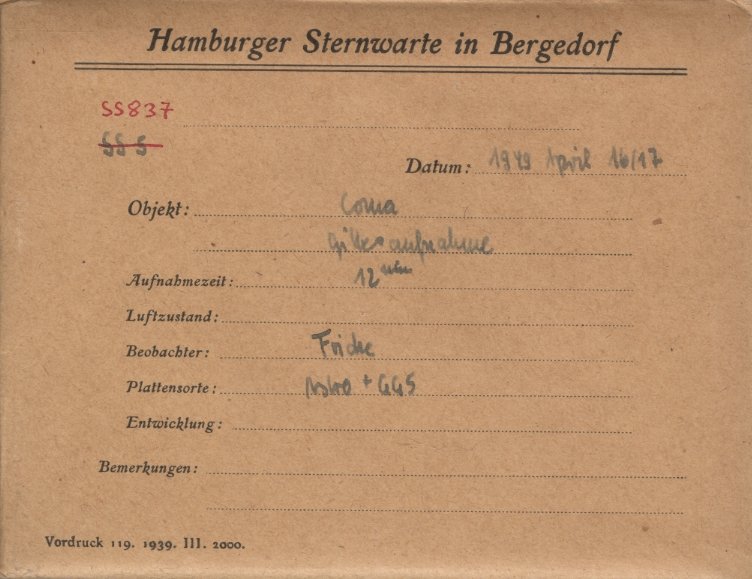 Hamburger Sternwarte in Bergedorf
SS837
SS 5
Datum: 1949 April 16/17
Objekt: Coma
Gitteraufnahme
Aufnahmezeit: 12 min
Luftzustand:
Beobachter: Fricke
Plattensorte: Astro + GG5
Entwicklung:
Bemerkungen:
Vordruck 119. 1939. III. 2000.